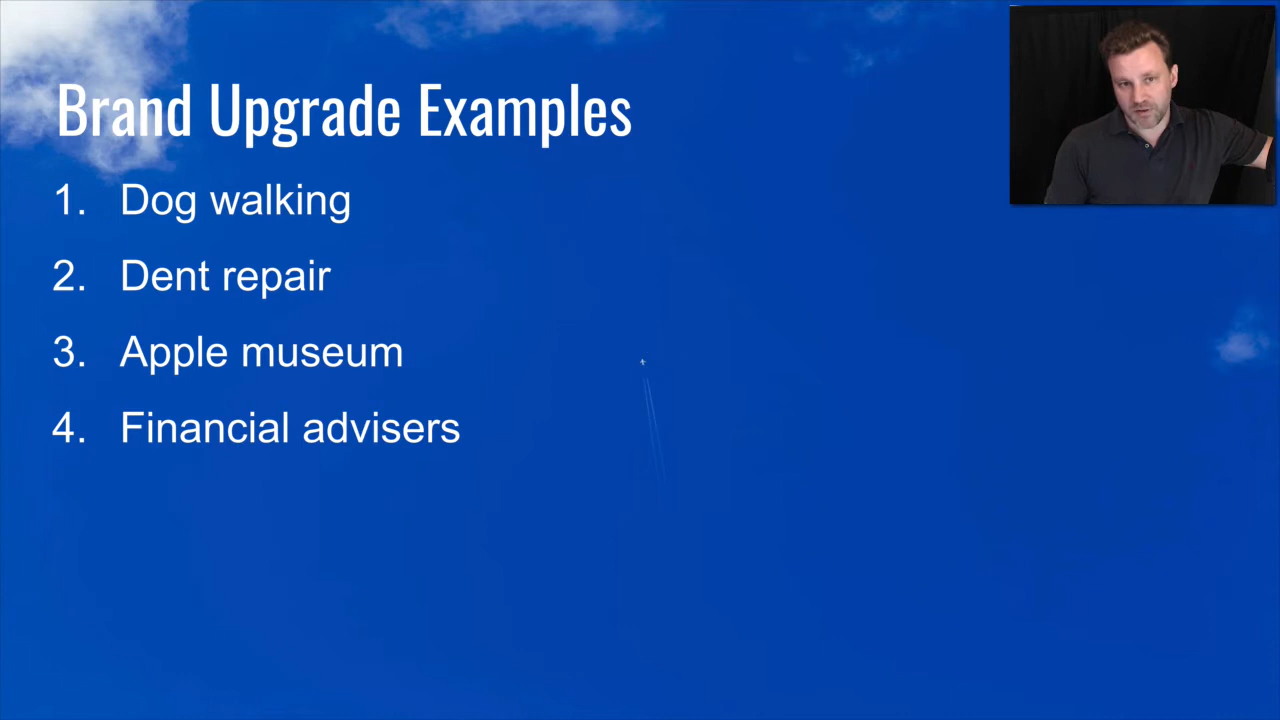 Brand Upgrade Examples
1. Dog walking
2. Dent repair
3. Apple museum
4. Financial advisers